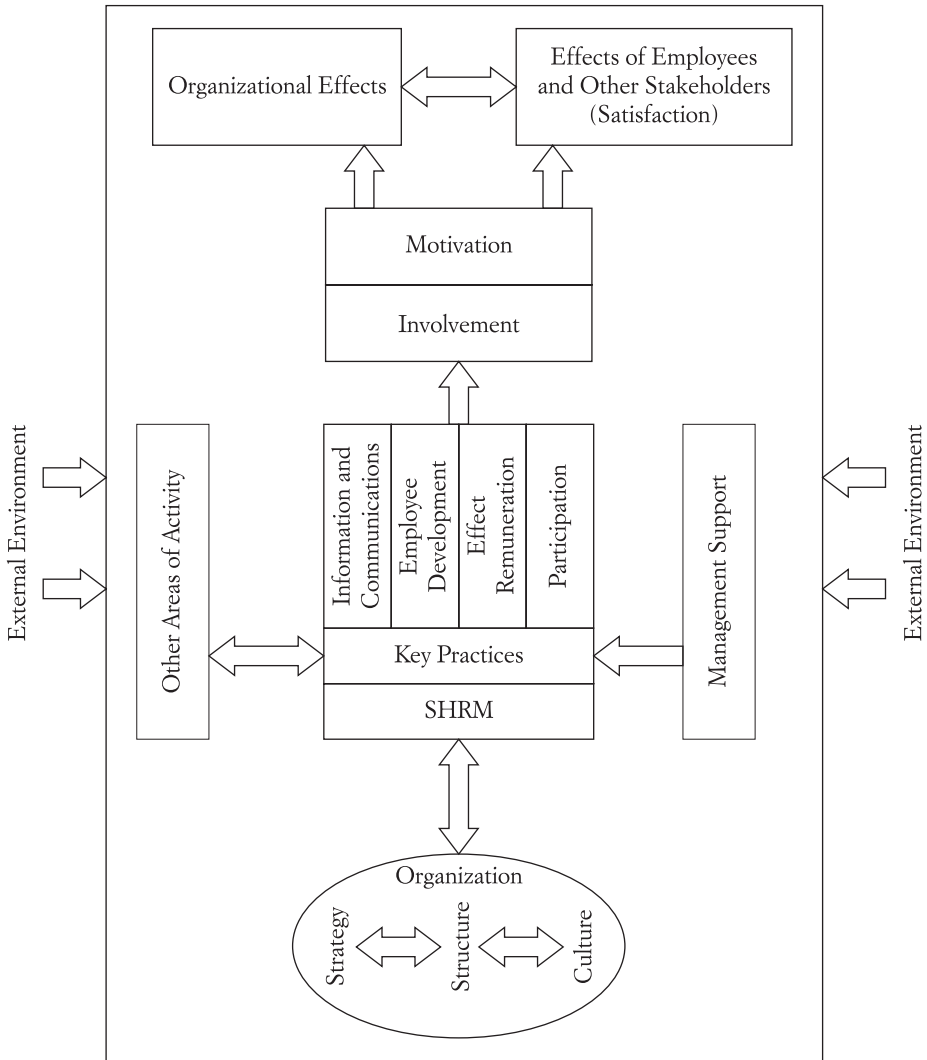 Organizational Effects
Effects of Employees
and Other Stakeholders
(Satisfaction)
Motivation
Involvement
External Environment
Other Areas of Activity
Information and
Communications
Employee
Development
Effect
Remuneration
Participation
Key Practices
SHRM
Management Support
External Environment
Organization
Strategy
Structure
Culture